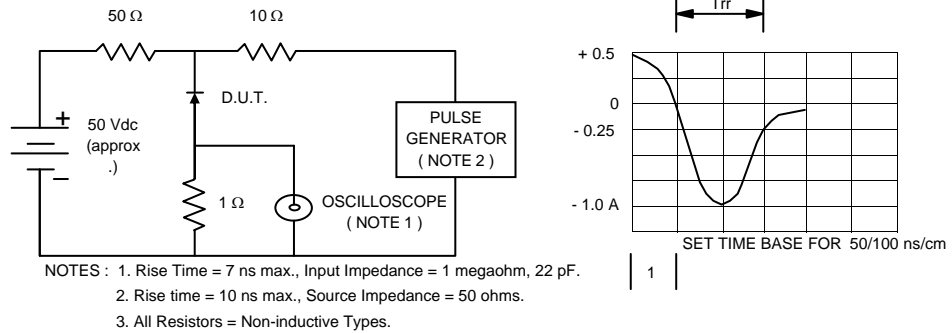 50 Ω
10 Ω
+
50 Vdc
(approx
.)
D.U.T.
1 Ω
OSCILLOSCOPE
( NOTE 1 )
PULSE
GENERATOR
( NOTE 2 )
Trr
+ 0.5
0
- 0.25
- 1.0 A
SET TIME BASE FOR 50/100 ns/cm
1
NOTES : 1. Rise Time = 7 ns max., Input Impedance = 1 megaohm, 22 pF.
2. Rise time = 10 ns max., Source Impedance = 50 ohms.
3. All Resistors = Non-inductive Types.